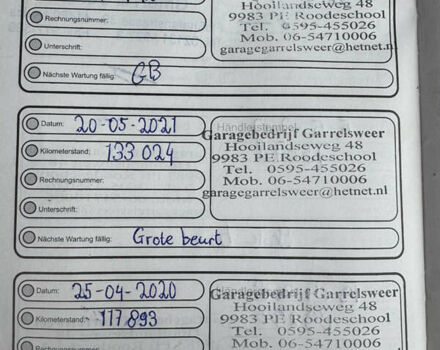 Rechnungsnummer:
Unterschrift:
Nächste Wartung fällig: GB
Hooilandseweg 48
9983 PE Roodeschool
Tel. 0595-455026
Mob. 06-54710006
garagegarrelsweer@hetnet.nl
Datum: 20-05-2021
Kilometerstand: 133 024
Rechnungsnummer:
Unterschrift:
Nächste Wartung fällig: Grote beurt
Händlerstempel
Garagebedrijf Garrelsweer
Hooilandseweg 48
9983 PE Roodeschool
Tel. 0595-455026
Mob. 06-54710006
garagegarrelsweer@hetnet.nl
Datum: 25-04-2020
Kilometerstand: 117 893
Rechnungsnummer:
Garagebedrijf Garrelsweer
Hooilandseweg 48
9983 PE Roodeschool
Tel. 0595-455026
Mob. 06-54710006